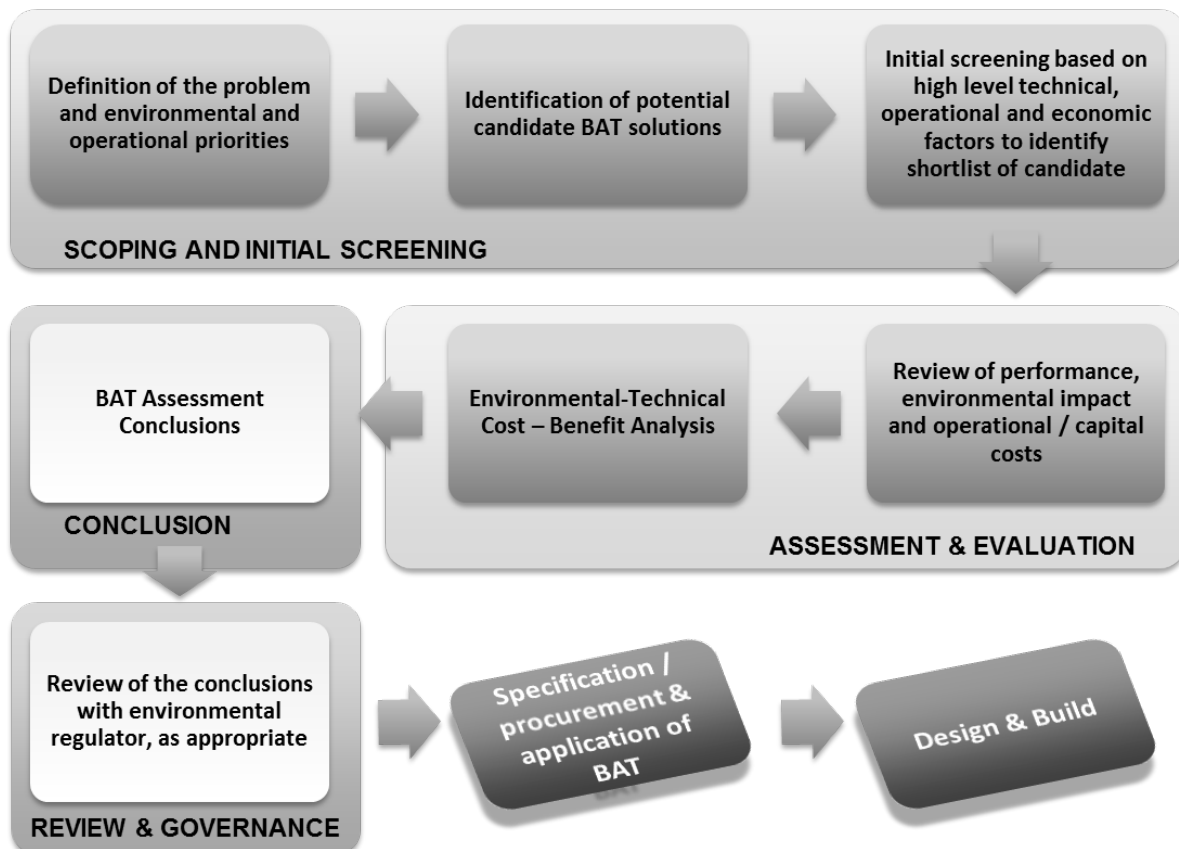 Definition of the problem
and environmental and
operational priorities
Identification of potential
candidate BAT solutions
Initial screening based on
high level technical,
operational and economic
factors to identify
shortlist of candidate
SCOPING AND INITIAL SCREENING
Review of performance,
environmental impact
and operational / capital
costs
Environmental-Technical
Cost – Benefit Analysis
ASSESSMENT & EVALUATION
BAT Assessment
Conclusions
CONCLUSION
Review of the conclusions
with environmental
regulator, as appropriate
REVIEW & GOVERNANCE
Specification /
procurement &
application of
BAT
Design & Build